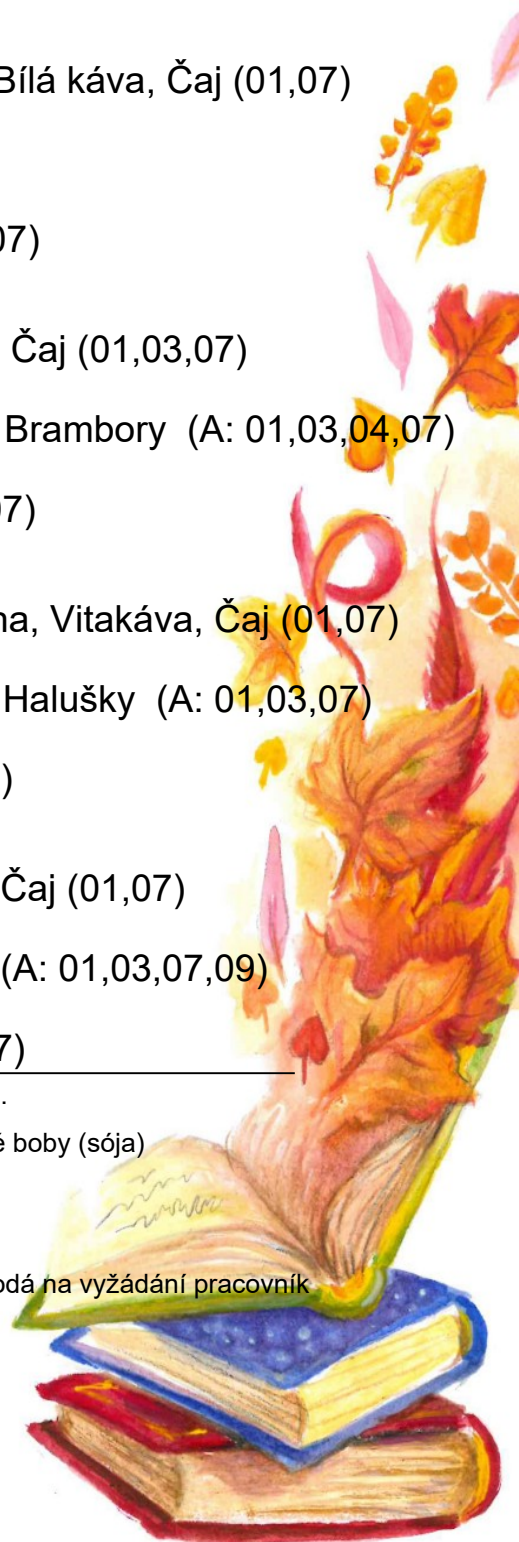 Bílá káva, Čaj (01,07)
07)
Čaj (01,03,07)
Brambory (A: 01,03,04,07)
07)
na, Vitakáva, Čaj (01,07)
Halušky (A: 01,03,07)
)
Čaj (01,07)
(A: 01,03,07,09)
7)
.
é boby (sója)
odá na vyžádání pracovník